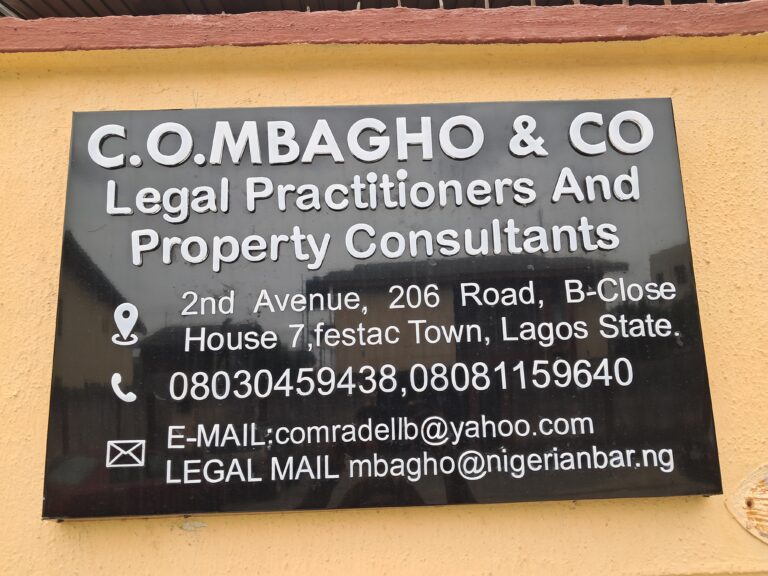 C.O.MBAGHO & CO
Legal Practitioners And
Property Consultants
2nd Avenue, 206 Road, B-Close
House 7,festac Town, Lagos State.
08030459438,08081159640
E-MAIL:comradellb@yahoo.com
LEGAL MAIL mbagho@nigerianbar.ng